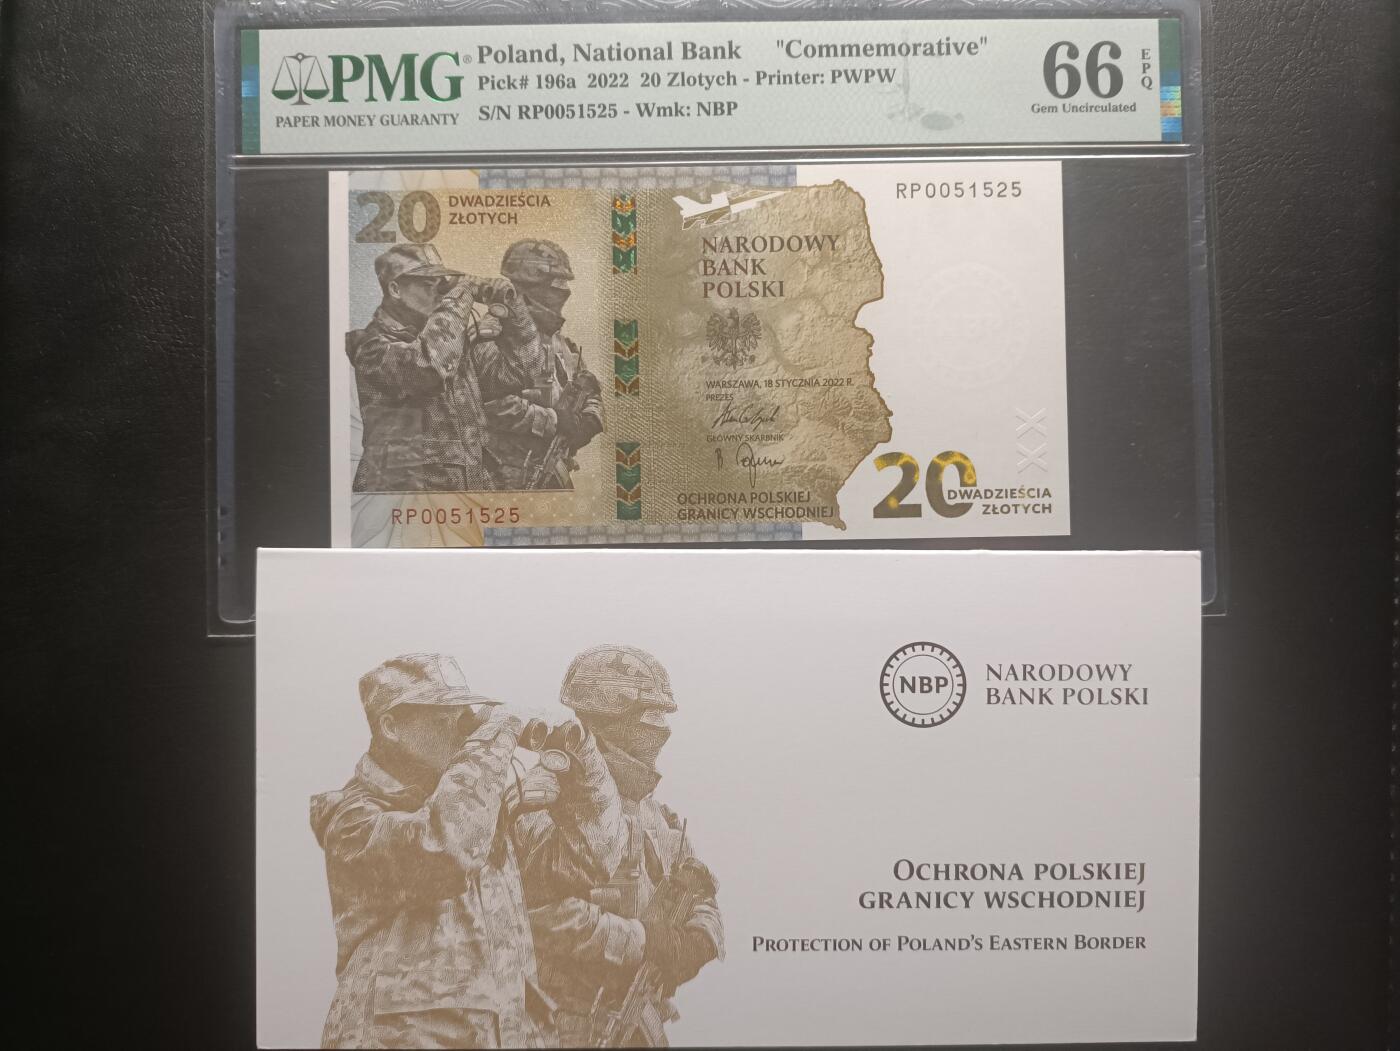 PMG®
PAPER MONEY GUARANTY
Poland, National Bank "Commemorative"
Pick# 196a 2022 20 Zlotych - Printer: PWPW
S/N RP0051525 - Wmk: NBP
66
EPQ
Gem Uncirculated
20 DWADZIEŚCIA
ZŁOTYCH
RP0051525
NARODOWY
BANK
POLSKI
WARSZAWA, 18 STYCZNIA 2022 R.
PREZES
GŁÓWNY SKARBNIK
OCHRONA POLSKIEJ
GRANICY WSCHODNIEJ
RP0051525
XX
20 DWADZIEŚCIA
ZŁOTYCH
NBP
NARODOWY
BANK POLSKI
OCHRONA POLSKIEJ
GRANICY WSCHODNIEJ
PROTECTION OF POLAND'S EASTERN BORDER